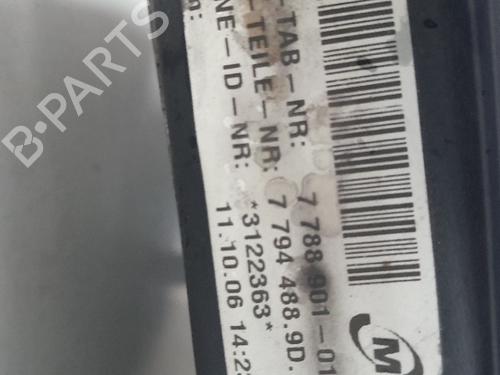 -TAB-NR: 7 788 901-01
-TEILE-NR: 7 794 488.9D.
NE-ID-NR: *3122363*
11.10.06 14:23
M
B-PARTS